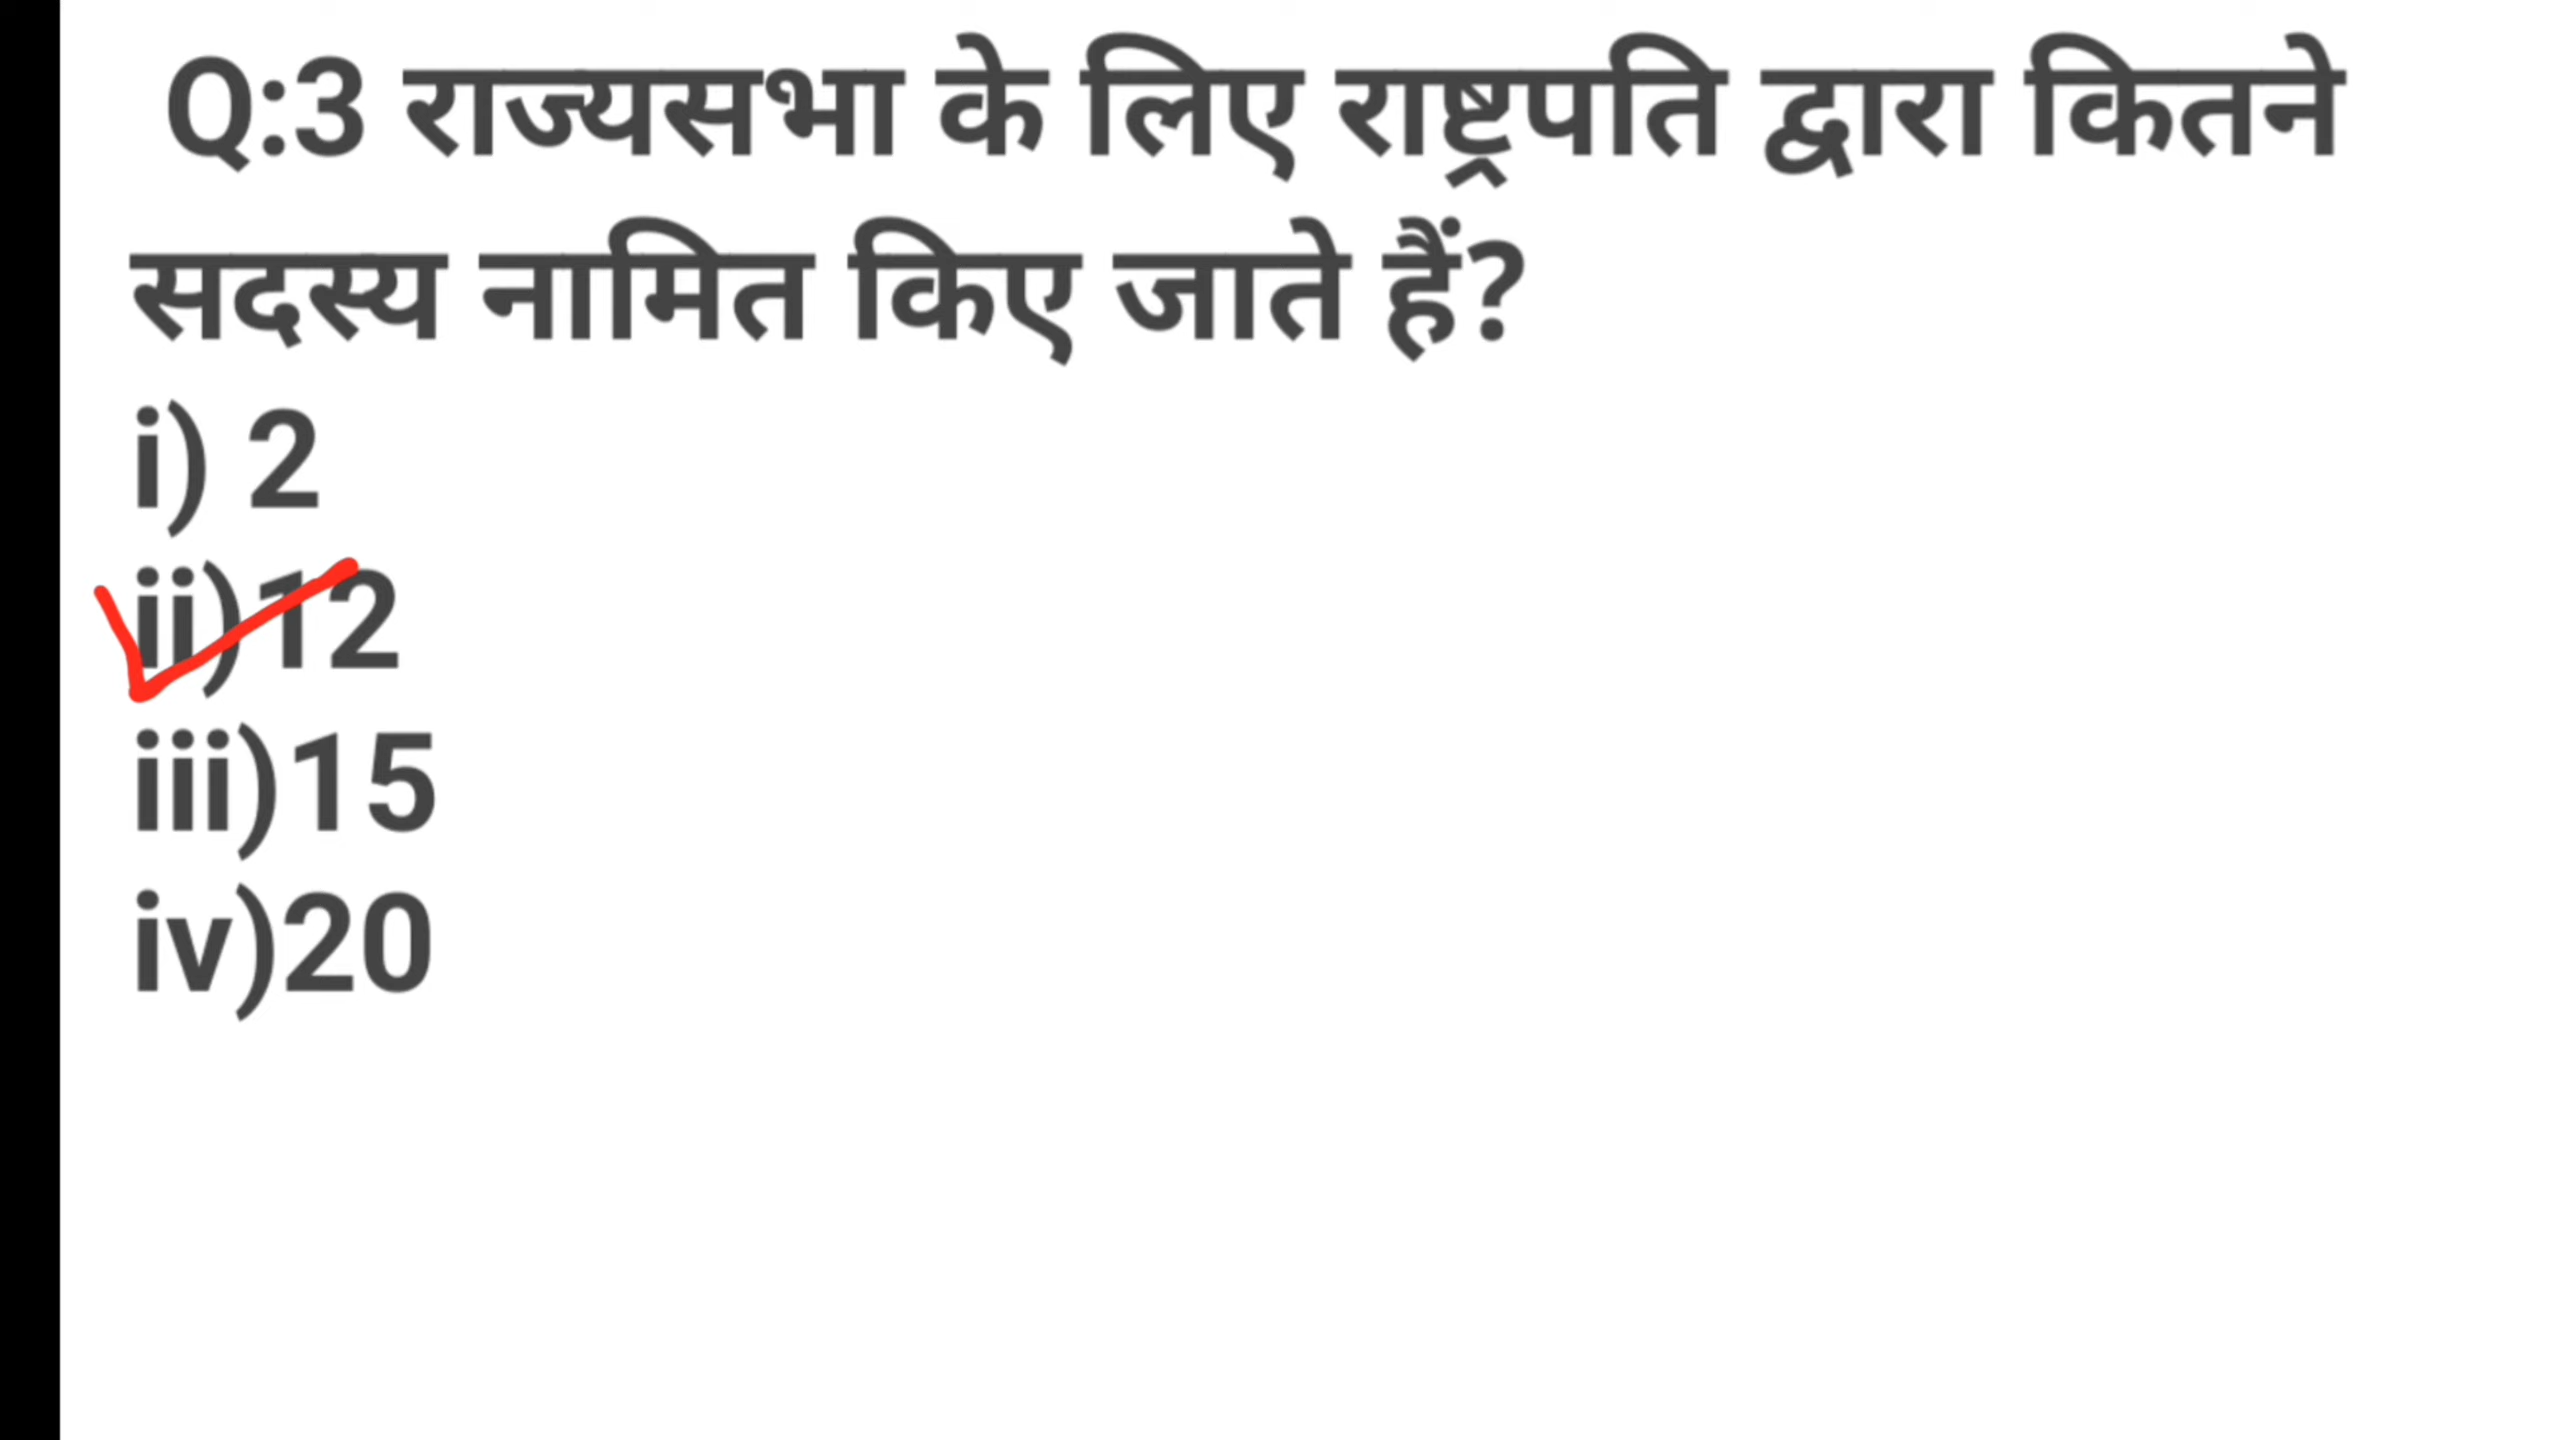 Q:3 राज्यसभा के लिए राष्ट्रपति द्वारा कितने
सदस्य नामित किए जाते हैं?
i) 2
ii)12
iii)15
iv)20